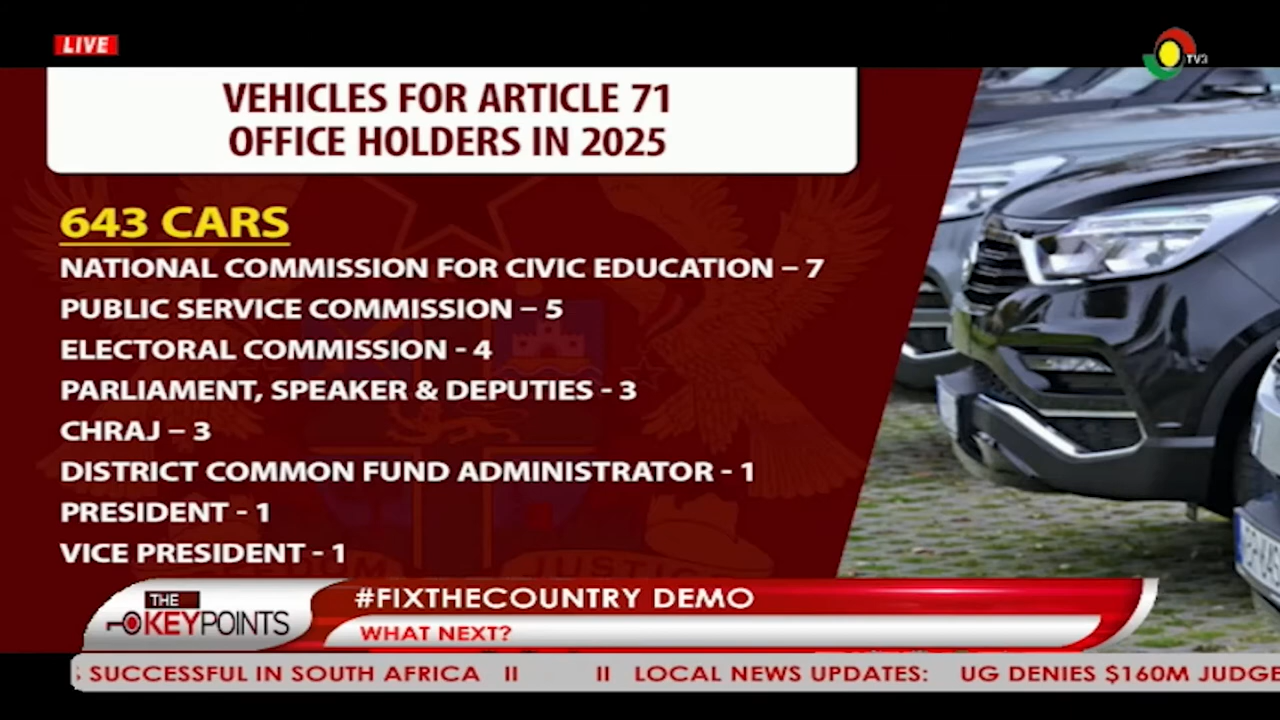 LIVE
TV3
VEHICLES FOR ARTICLE 71
OFFICE HOLDERS IN 2025
643 CARS
NATIONAL COMMISSION FOR CIVIC EDUCATION – 7
PUBLIC SERVICE COMMISSION – 5
ELECTORAL COMMISSION - 4
PARLIAMENT, SPEAKER & DEPUTIES - 3
CHRAJ – 3
DISTRICT COMMON FUND ADMINISTRATOR - 1
PRESIDENT - 1
VICE PRESIDENT - 1
JUSTIC
THE
KEYPOINTS
#FIXTHECOUNTRY DEMO
WHAT NEXT?
SUCCESSFUL IN SOUTH AFRICA II II LOCAL NEWS UPDATES: UG DENIES $160M JUDGE